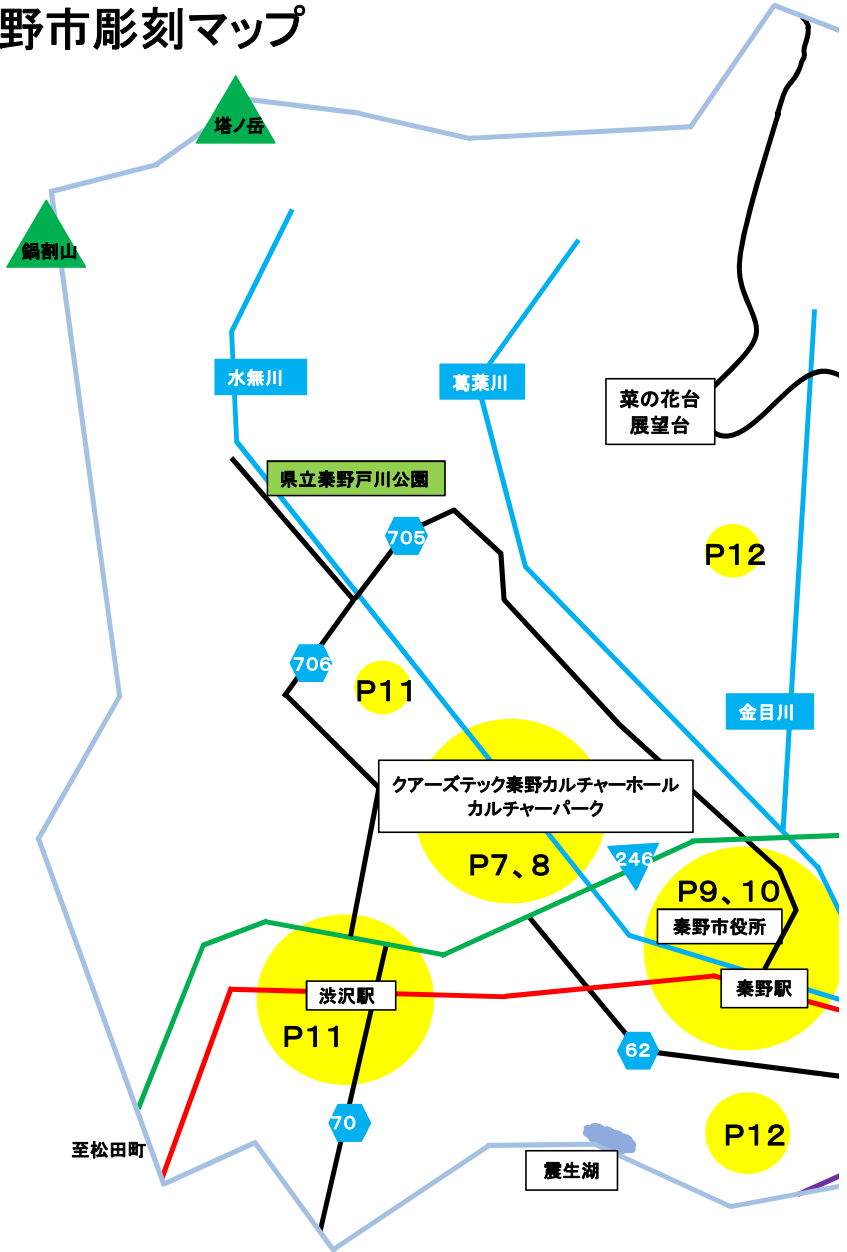 野市彫刻マップ
塔ノ岳
鍋割山
水無川
葛葉川
菜の花台
展望台
県立秦野戸川公園
705
P12
706
P11
金目川
クアーズテック秦野カルチャーホール
カルチャーパーク
246
P7、8
P9、10
秦野市役所
渋沢駅
秦野駅
P11
62
70
P12
至松田町
震生湖